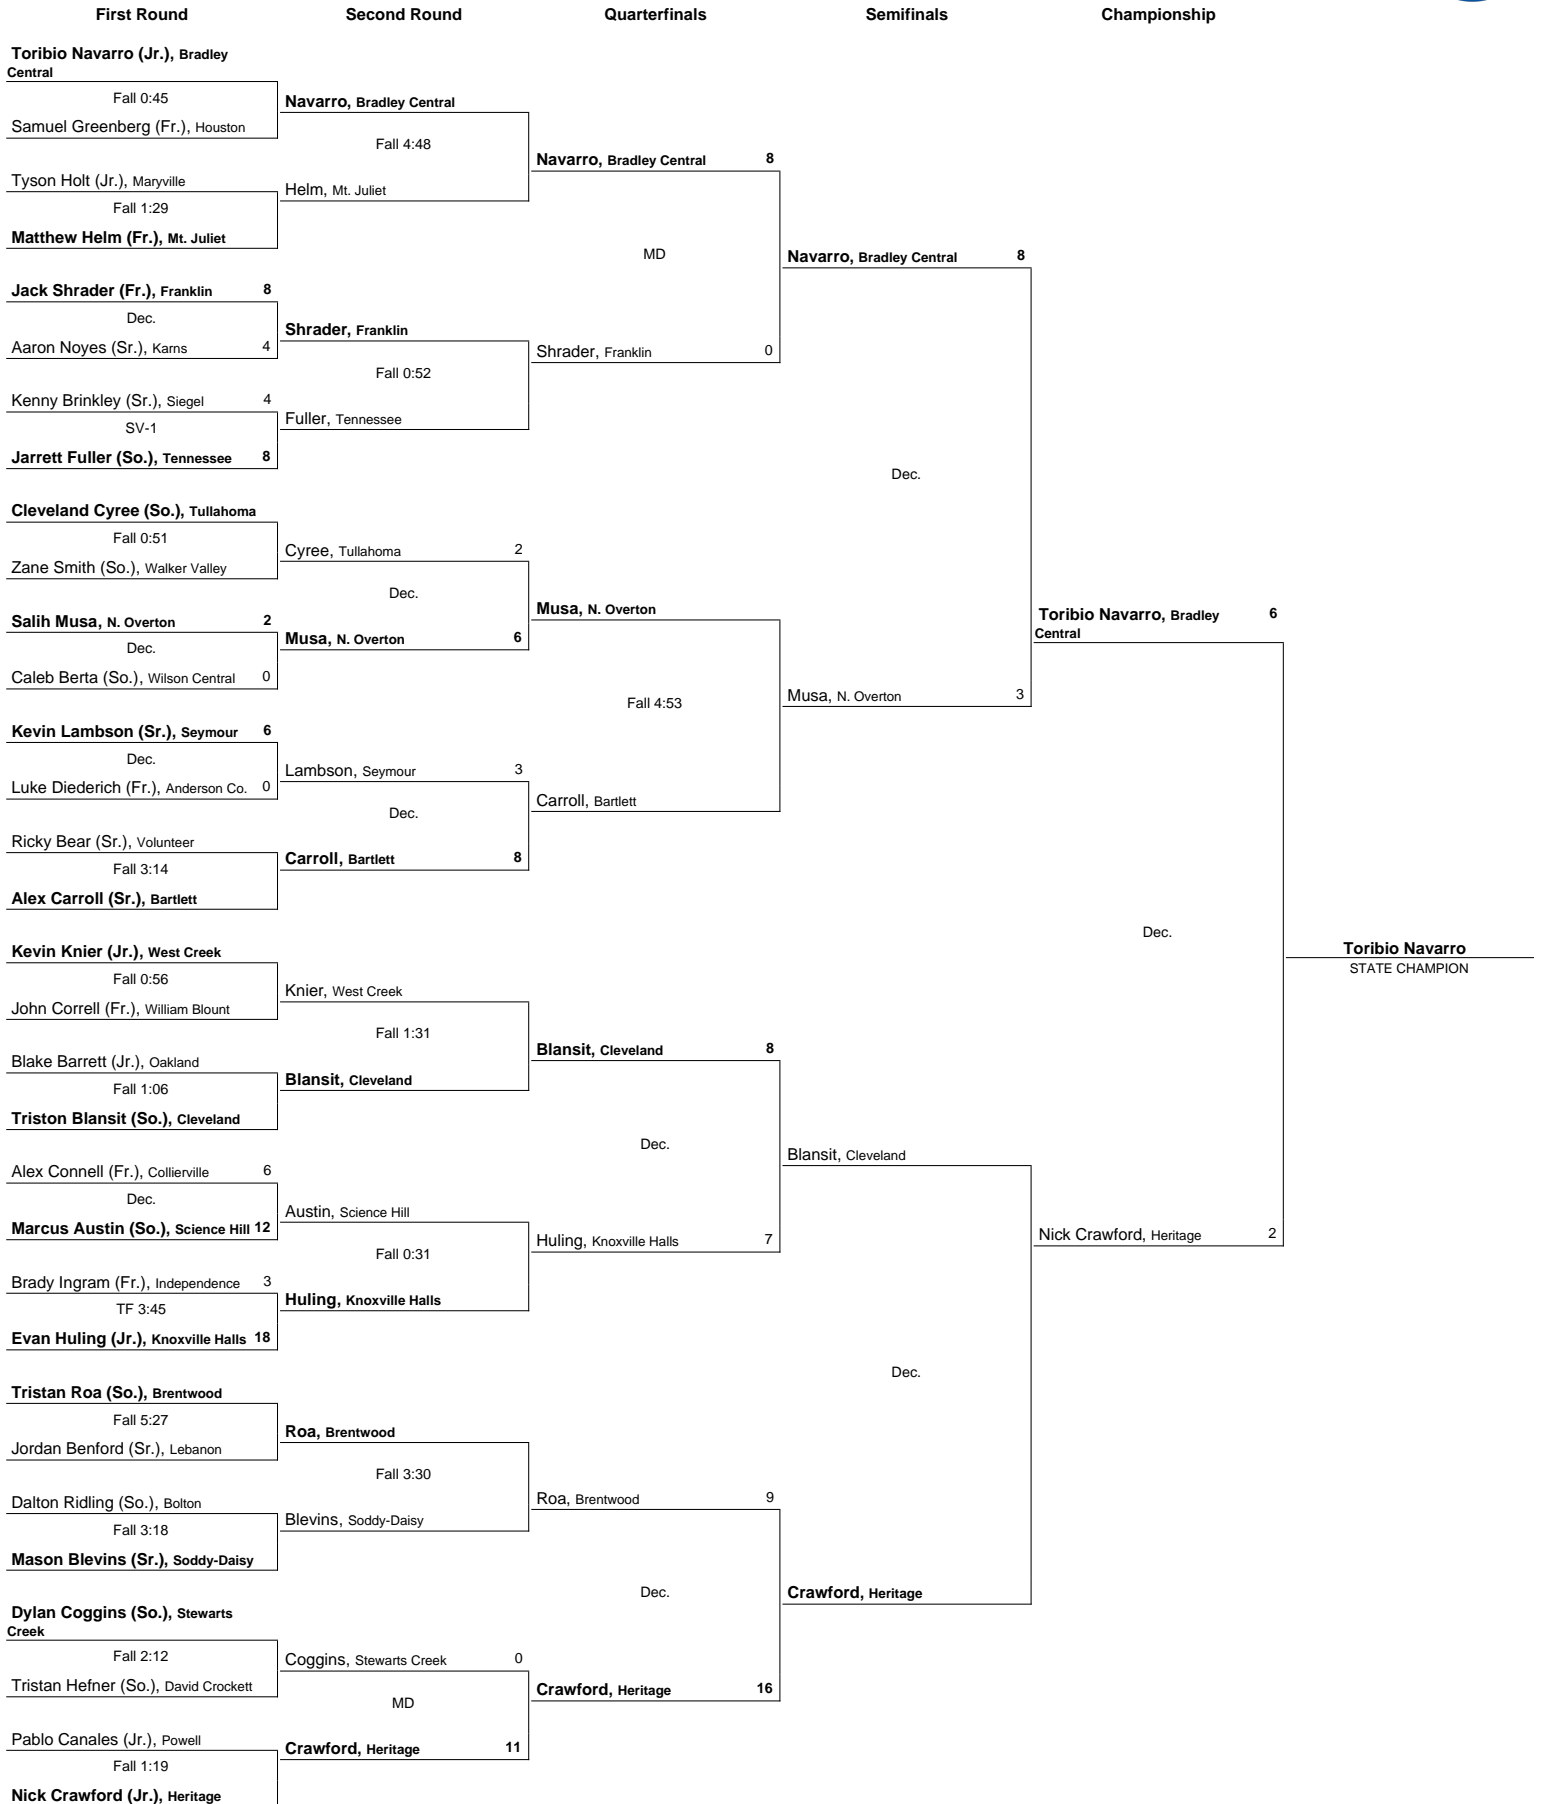 First Round
Second Round
Quarterfinals
Semifinals
Championship
Toribio Navarro (Jr.), Bradley
Central
Fall 0:45
Samuel Greenberg (Fr.), Houston
Tyson Holt (Jr.), Maryville
Fall 1:29
Matthew Helm (Fr.), Mt. Juliet
Jack Shrader (Fr.), Franklin 8
Dec.
Aaron Noyes (Sr.), Karns 4
Kenny Brinkley (Sr.), Siegel 4
SV-1
Jarrett Fuller (So.), Tennessee 8
Cleveland Cyree (So.), Tullahoma
Fall 0:51
Zane Smith (So.), Walker Valley
Salih Musa, N. Overton 2
Dec.
Caleb Berta (So.), Wilson Central 0
Kevin Lambson (Sr.), Seymour 6
Dec.
Luke Diederich (Fr.), Anderson Co. 0
Ricky Bear (Sr.), Volunteer
Fall 3:14
Alex Carroll (Sr.), Bartlett
Kevin Knier (Jr.), West Creek
Fall 0:56
John Correll (Fr.), William Blount
Blake Barrett (Jr.), Oakland
Fall 1:06
Triston Blansit (So.), Cleveland
Alex Connell (Fr.), Collierville 6
Dec.
Marcus Austin (So.), Science Hill 12
Brady Ingram (Fr.), Independence 3
TF 3:45
Evan Huling (Jr.), Knoxville Halls 18
Tristan Roa (So.), Brentwood
Fall 5:27
Jordan Benford (Sr.), Lebanon
Dalton Ridling (So.), Bolton
Fall 3:18
Mason Blevins (Sr.), Soddy-Daisy
Dylan Coggins (So.), Stewarts
Creek
Fall 2:12
Tristan Hefner (So.), David Crockett
Pablo Canales (Jr.), Powell
Fall 1:19
Nick Crawford (Jr.), Heritage
Navarro, Bradley Central
Fall 4:48
Helm, Mt. Juliet
Shrader, Franklin
Fall 0:52
Fuller, Tennessee
Cyree, Tullahoma 2
Dec.
Musa, N. Overton 6
Lambson, Seymour 3
Dec.
Carroll, Bartlett 8
Knier, West Creek
Fall 1:31
Blansit, Cleveland
Austin, Science Hill
Fall 0:31
Huling, Knoxville Halls
Roa, Brentwood
Fall 3:30
Blevins, Soddy-Daisy
Coggins, Stewarts Creek 0
MD
Crawford, Heritage 11
Navarro, Bradley Central 8
MD
Shrader, Franklin 0
Musa, N. Overton
Fall 4:53
Carroll, Bartlett
Blansit, Cleveland 8
Dec.
Huling, Knoxville Halls 7
Roa, Brentwood 9
Dec.
Crawford, Heritage 16
Navarro, Bradley Central 8
Dec.
Musa, N. Overton 3
Blansit, Cleveland
Dec.
Crawford, Heritage
Toribio Navarro, Bradley 6
Central
Dec.
Nick Crawford, Heritage 2
Toribio Navarro
STATE CHAMPION